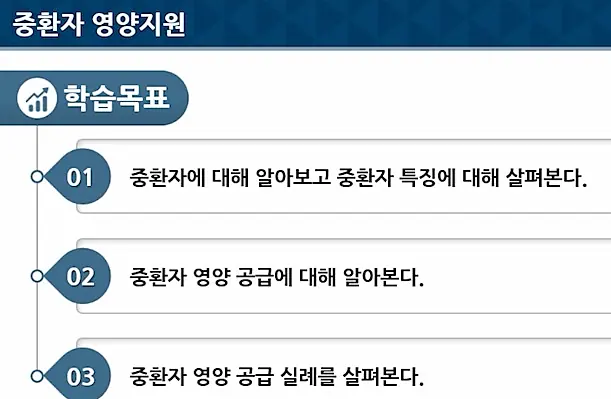 중환자 영양지원
학습목표
01 중환자에 대해 알아보고 중환자 특징에 대해 살펴본다.
02 중환자 영양 공급에 대해 알아본다.
03 중환자 영양 공급 실례를 살펴본다.